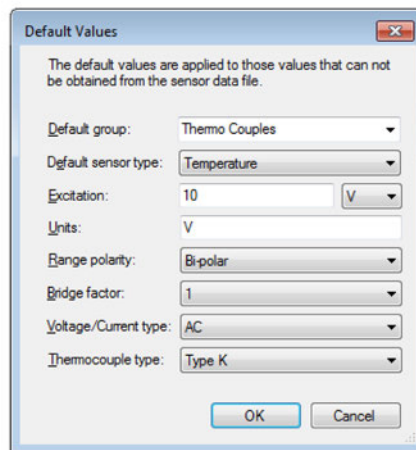 Default Values
The default values are applied to those values that can not
be obtained from the sensor data file.
Default group: Thermo Couples
Default sensor type: Temperature
Excitation: 10 V
Units: V
Range polarity: Bi-polar
Bridge factor: 1
Voltage/Current type: AC
Thermocouple type: Type K
OK Cancel